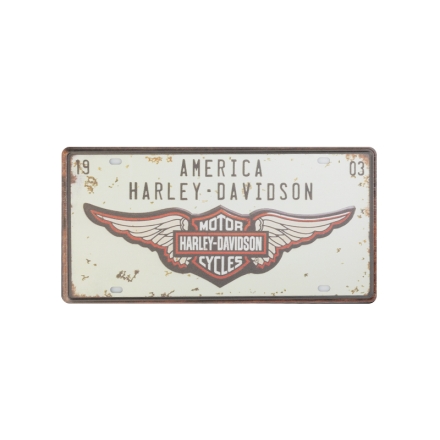 19 AMERICA 03
HARLEY-DAVIDSON
MOTOR
HARLEY-DAVIDSON
CYCLES